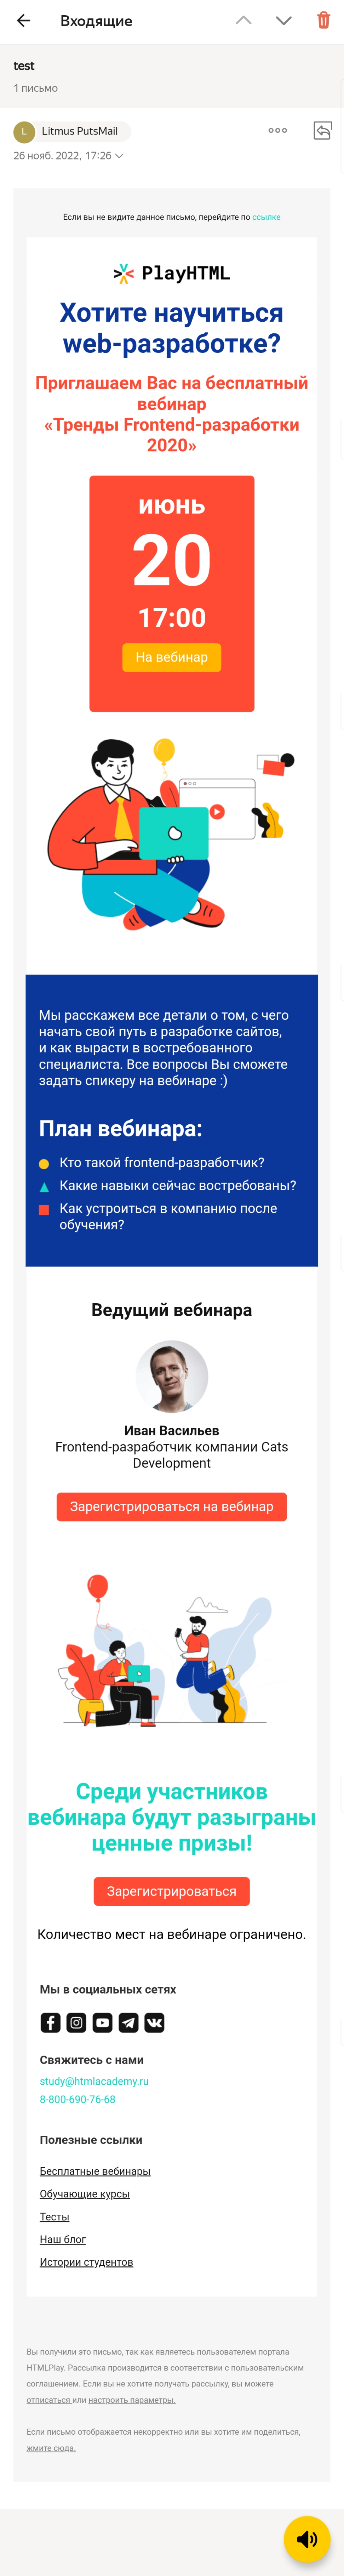 Входящие
test
1 письмо
L
Litmus PutsMail
26 нояб. 2022, 17:26
Если вы не видите данное письмо, перейдите по ссылке
PlayHTML
Хотите научиться
web-разработке?
Приглашаем Вас на бесплатный
вебинар
«Тренды Frontend-разработки
2020»
июнь
20
17:00
На вебинар
Мы расскажем все детали о том, с чего
начать свой путь в разработке сайтов,
и как вырасти в востребованного
специалиста. Все вопросы Вы сможете
задать спикеру на вебинаре :)
План вебинара:
Кто такой frontend-разработчик?
Какие навыки сейчас востребованы?
Как устроиться в компанию после
обучения?
Ведущий вебинара
Иван Васильев
Frontend-разработчик компании Cats
Development
Зарегистрироваться на вебинар
Среди участников
вебинара будут разыграны
ценные призы!
Зарегистрироваться
Количество мест на вебинаре ограничено.
Мы в социальных сетях
Свяжитесь с нами
study@htmlacademy.ru
8-800-690-76-68
Полезные ссылки
Бесплатные вебинары
Обучающие курсы
Тесты
Наш блог
Истории студентов
Вы получили это письмо, так как являетесь пользователем портала
HTMLPlay. Рассылка производится в соответствии с пользовательским
соглашением. Если вы не хотите получать рассылку, вы можете
отписаться или настроить параметры.
Если письмо отображается некорректно или вы хотите им поделиться,
жмите сюда.